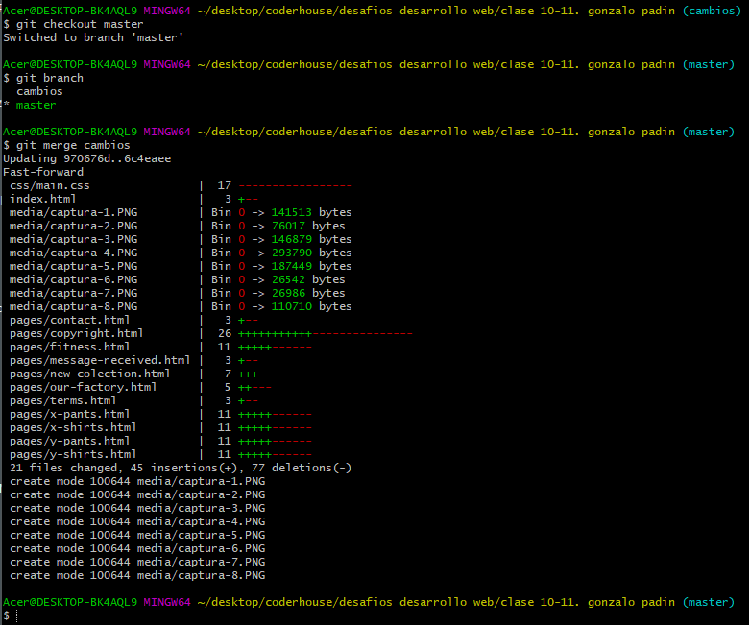 Acer@DESKTOP-BK4AQL9 MINGW64 ~/desktop/coderhouse/desafios desarrollo web/clase 10-11. gonzalo padin (cambios)
$ git checkout master
Switched to branch 'master'
Acer@DESKTOP-BK4AQL9 MINGW64 ~/desktop/coderhouse/desafios desarrollo web/clase 10-11. gonzalo padin (master)
$ git branch
  cambios
* master
Acer@DESKTOP-BK4AQL9 MINGW64 ~/desktop/coderhouse/desafios desarrollo web/clase 10-11. gonzalo padin (master)
$ git merge cambios
Updating 970676d..6c4eaee
Fast-forward
 css/main.css | 17 -----------------
 index.html | 3 +--
 media/captura-1.PNG | Bin 0 -> 141513 bytes
 media/captura-2.PNG | Bin 0 -> 76017 bytes
 media/captura-3.PNG | Bin 0 -> 146879 bytes
 media/captura-4.PNG | Bin 0 -> 293790 bytes
 media/captura-5.PNG | Bin 0 -> 187449 bytes
 media/captura-6.PNG | Bin 0 -> 26542 bytes
 media/captura-7.PNG | Bin 0 -> 26986 bytes
 media/captura-8.PNG | Bin 0 -> 110710 bytes
 pages/contact.html | 3 +--
 pages/copyright.html | 26 +++++++++++---------------
 pages/fitness.html | 11 +++++------
 pages/message-received.html | 3 +--
 pages/new-colection.html | 7 +++
 pages/our-factory.html | 5 ++---
 pages/terms.html | 3 +--
 pages/x-pants.html | 11 +++++------
 pages/x-shirts.html | 11 +++++------
 pages/y-pants.html | 11 +++++------
 pages/y-shirts.html | 11 +++++------
 21 files changed, 45 insertions(+), 77 deletions(-)
 create mode 100644 media/captura-1.PNG
 create mode 100644 media/captura-2.PNG
 create mode 100644 media/captura-3.PNG
 create mode 100644 media/captura-4.PNG
 create mode 100644 media/captura-5.PNG
 create mode 100644 media/captura-6.PNG
 create mode 100644 media/captura-7.PNG
 create mode 100644 media/captura-8.PNG
Acer@DESKTOP-BK4AQL9 MINGW64 ~/desktop/coderhouse/desafios desarrollo web/clase 10-11. gonzalo padin (master)
$